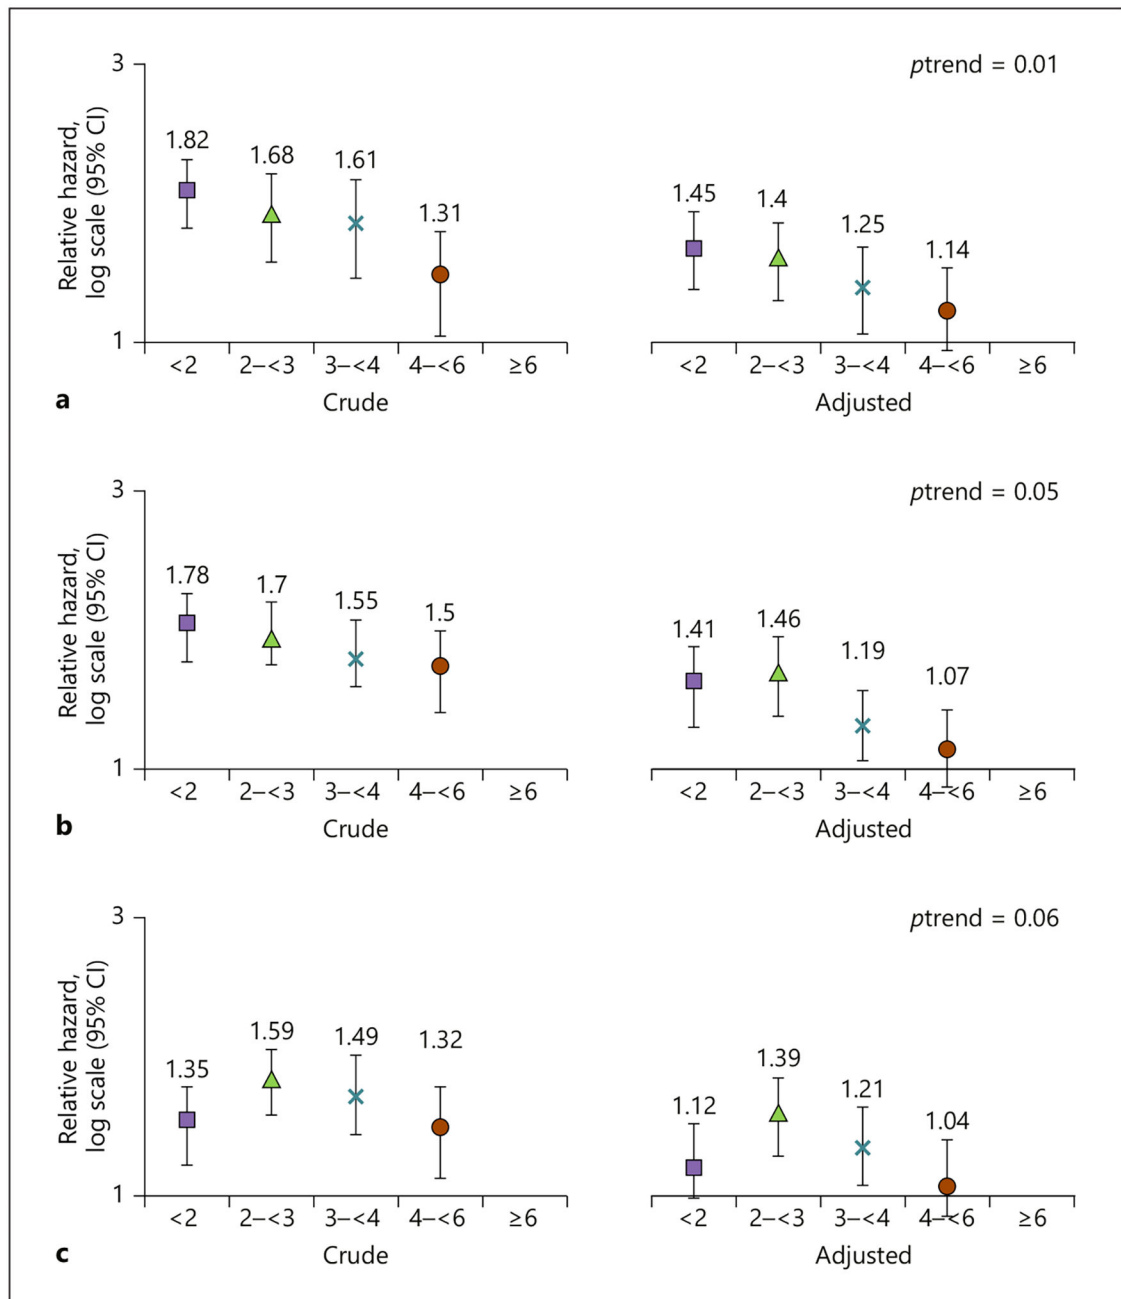 3
ptrend = 0.01
Relative hazard,
log scale (95% CI)
1.82
1.68
1.61
1.31
1.45
1.4
1.25
1.14
1
<2 2–<3 3–<4 4–<6 ≥6
<2 2–<3 3–<4 4–<6 ≥6
a
Crude
Adjusted
3
ptrend = 0.05
Relative hazard,
log scale (95% CI)
1.78
1.7
1.55
1.5
1.41
1.46
1.19
1.07
1
<2 2–<3 3–<4 4–<6 ≥6
<2 2–<3 3–<4 4–<6 ≥6
b
Crude
Adjusted
3
ptrend = 0.06
Relative hazard,
log scale (95% CI)
1.35
1.59
1.49
1.32
1.12
1.39
1.21
1.04
1
<2 2–<3 3–<4 4–<6 ≥6
<2 2–<3 3–<4 4–<6 ≥6
c
Crude
Adjusted